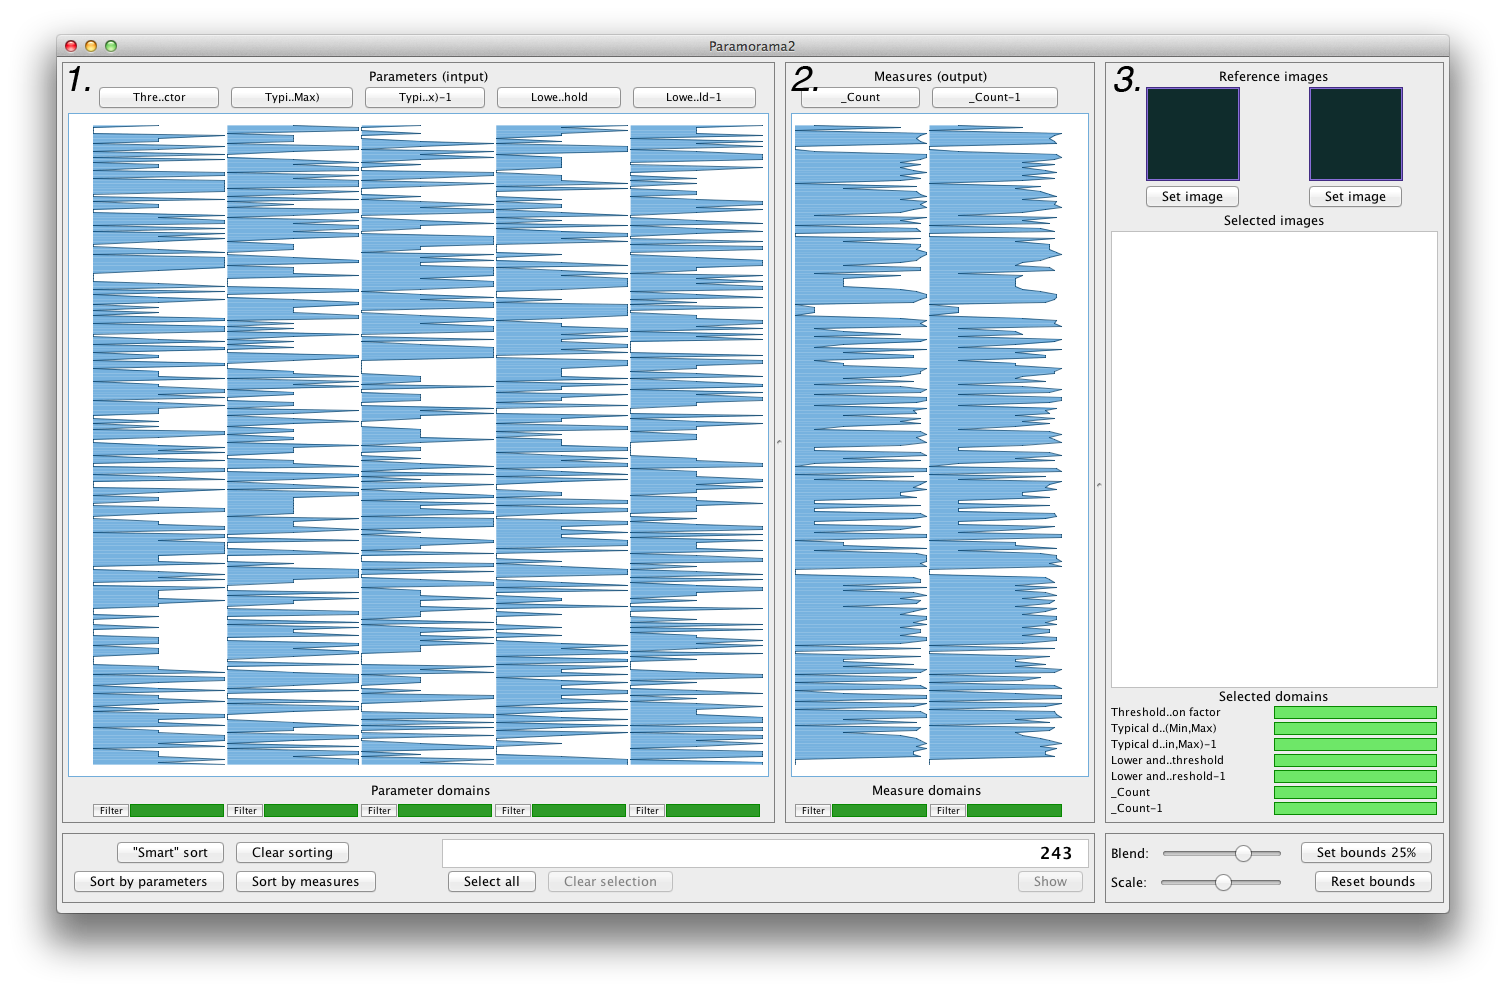 Paramorama2
1.
Parameters (intput)
Thre..ctor
Typi..Max)
Typi..x)-1
Lowe..hold
Lowe..ld-1
2.
Measures (output)
_Count
_Count-1
3.
Reference images
Set image
Set image
Selected images
Selected domains
Threshold..on factor
Typical d..(Min,Max)
Typical d..in,Max)-1
Lower and..threshold
Lower and..reshold-1
_Count
_Count-1
Parameter domains
Filter
Filter
Filter
Filter
Filter
Measure domains
Filter
Filter
"Smart" sort
Clear sorting
Sort by parameters
Sort by measures
243
Select all
Clear selection
Show
Blend:
Set bounds 25%
Scale:
Reset bounds